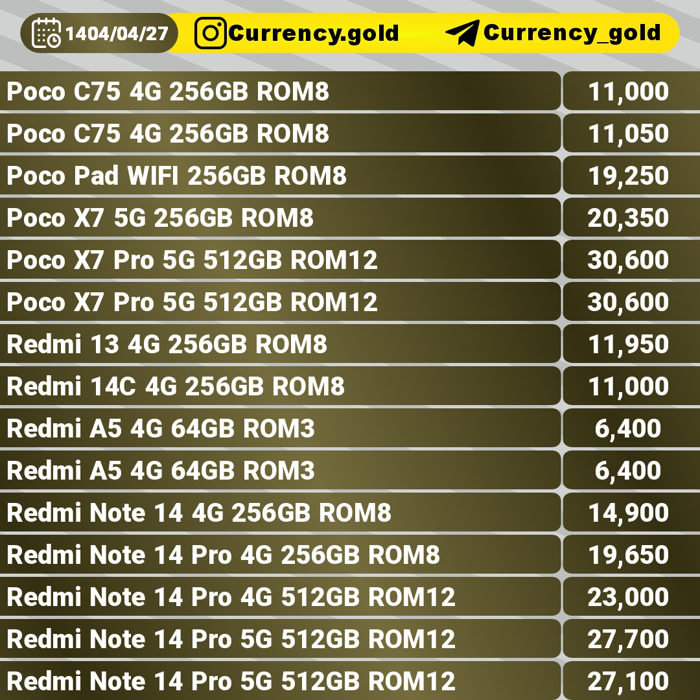 1404/04/27 Currency.gold Currency_gold
Poco C75 4G 256GB ROM8 11,000
Poco C75 4G 256GB ROM8 11,050
Poco Pad WIFI 256GB ROM8 19,250
Poco X7 5G 256GB ROM8 20,350
Poco X7 Pro 5G 512GB ROM12 30,600
Poco X7 Pro 5G 512GB ROM12 30,600
Redmi 13 4G 256GB ROM8 11,950
Redmi 14C 4G 256GB ROM8 11,000
Redmi A5 4G 64GB ROM3 6,400
Redmi A5 4G 64GB ROM3 6,400
Redmi Note 14 4G 256GB ROM8 14,900
Redmi Note 14 Pro 4G 256GB ROM8 19,650
Redmi Note 14 Pro 4G 512GB ROM12 23,000
Redmi Note 14 Pro 5G 512GB ROM12 27,700
Redmi Note 14 Pro 5G 512GB ROM12 27,100